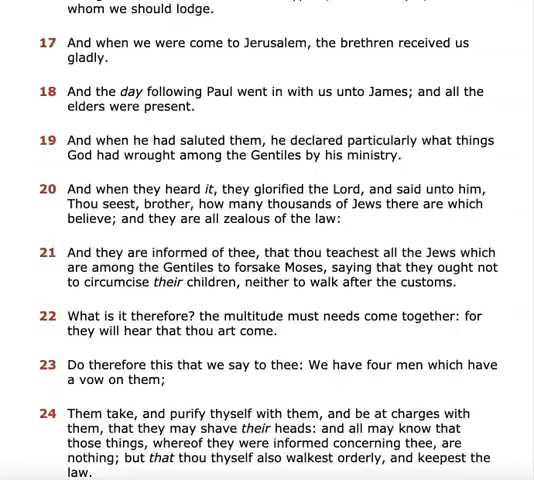 whom we should lodge.
17 And when we were come to Jerusalem, the brethren received us
gladly.
18 And the day following Paul went in with us unto James; and all the
elders were present.
19 And when he had saluted them, he declared particularly what things
God had wrought among the Gentiles by his ministry.
20 And when they heard it, they glorified the Lord, and said unto him,
Thou seest, brother, how many thousands of Jews there are which
believe; and they are all zealous of the law:
21 And they are informed of thee, that thou teachest all the Jews which
are among the Gentiles to forsake Moses, saying that they ought not
to circumcise their children, neither to walk after the customs.
22 What is it therefore? the multitude must needs come together: for
they will hear that thou art come.
23 Do therefore this that we say to thee: We have four men which have
a vow on them;
24 Them take, and purify thyself with them, and be at charges with
them, that they may shave their heads: and all may know that
those things, whereof they were informed concerning thee, are
nothing; but that thou thyself also walkest orderly, and keepest the
law.